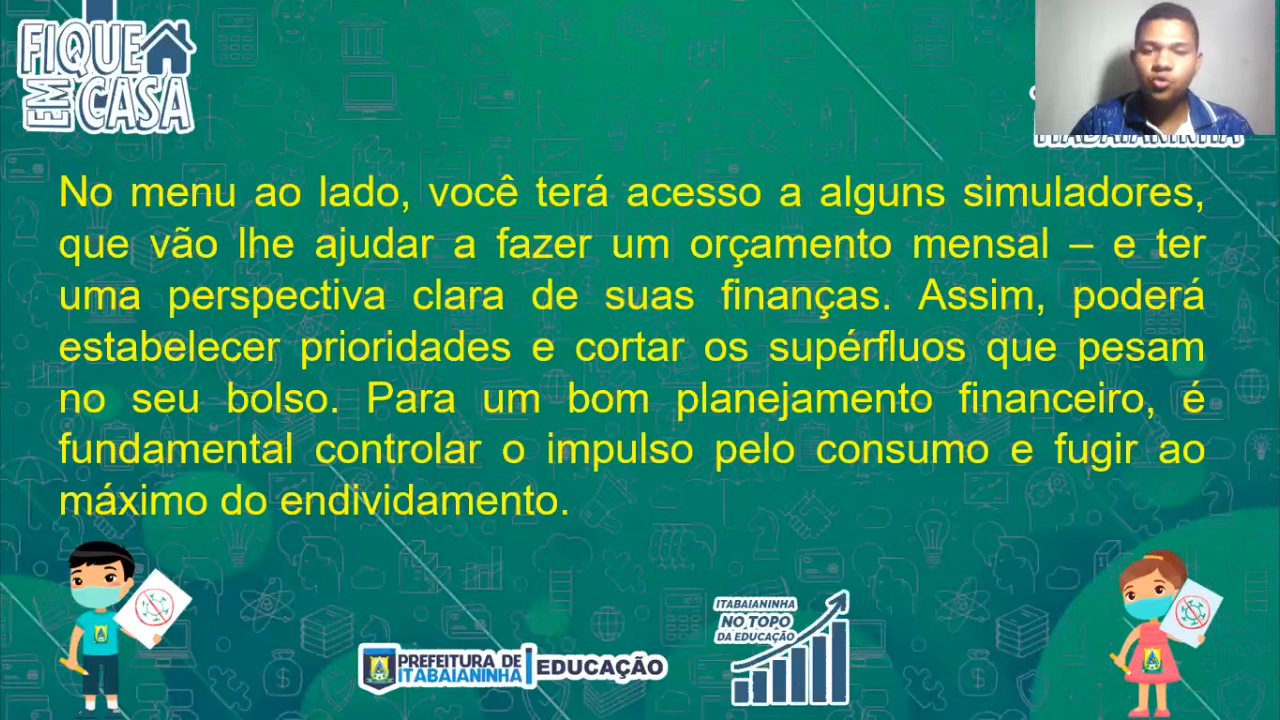 FIQUE
EM CASA
ITABAIANINHA
No menu ao lado, você terá acesso a alguns simuladores,
que vão lhe ajudar a fazer um orçamento mensal – e ter
uma perspectiva clara de suas finanças. Assim, poderá
estabelecer prioridades e cortar os supérfluos que pesam
no seu bolso. Para um bom planejamento financeiro, é
fundamental controlar o impulso pelo consumo e fugir ao
máximo do endividamento.
ITABAIANINHA
NO TOPO
DA EDUCAÇÃO
PREFEITURA DE
ITABAIANINHA
EDUCAÇÃO